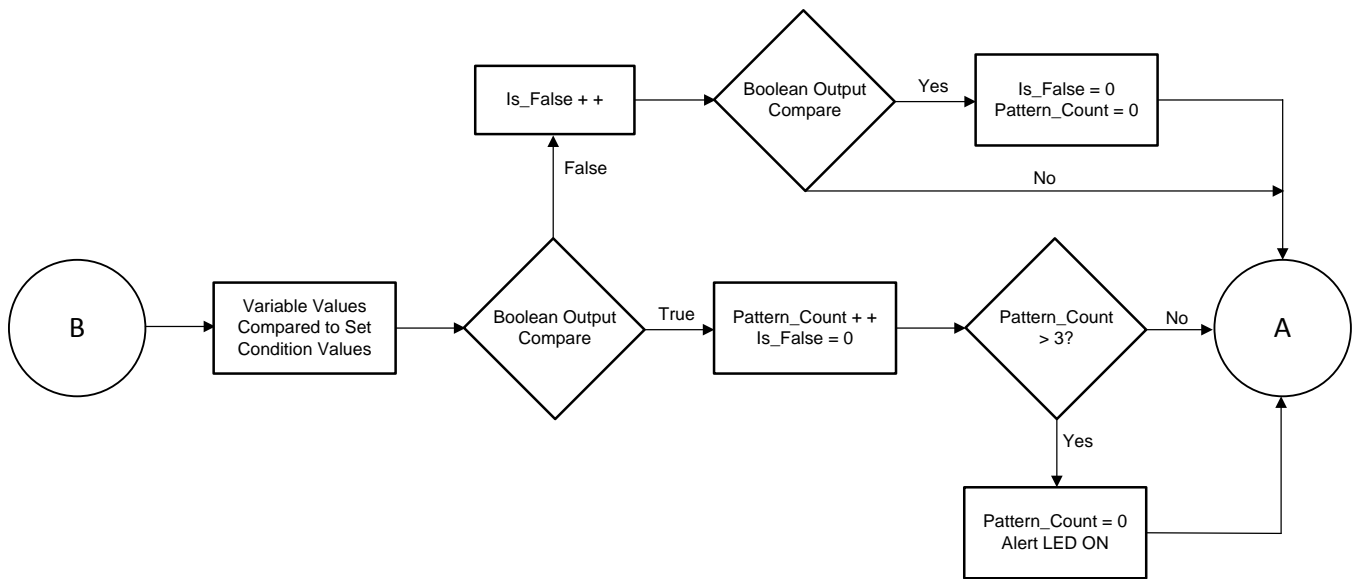 Is_False + +
Boolean Output
Compare
Yes
Is_False = 0
Pattern_Count = 0
False
No
B
Variable Values
Compared to Set
Condition Values
Boolean Output
Compare
True
Pattern_Count + +
Is_False = 0
Pattern_Count
> 3?
No
A
Yes
Pattern_Count = 0
Alert LED ON